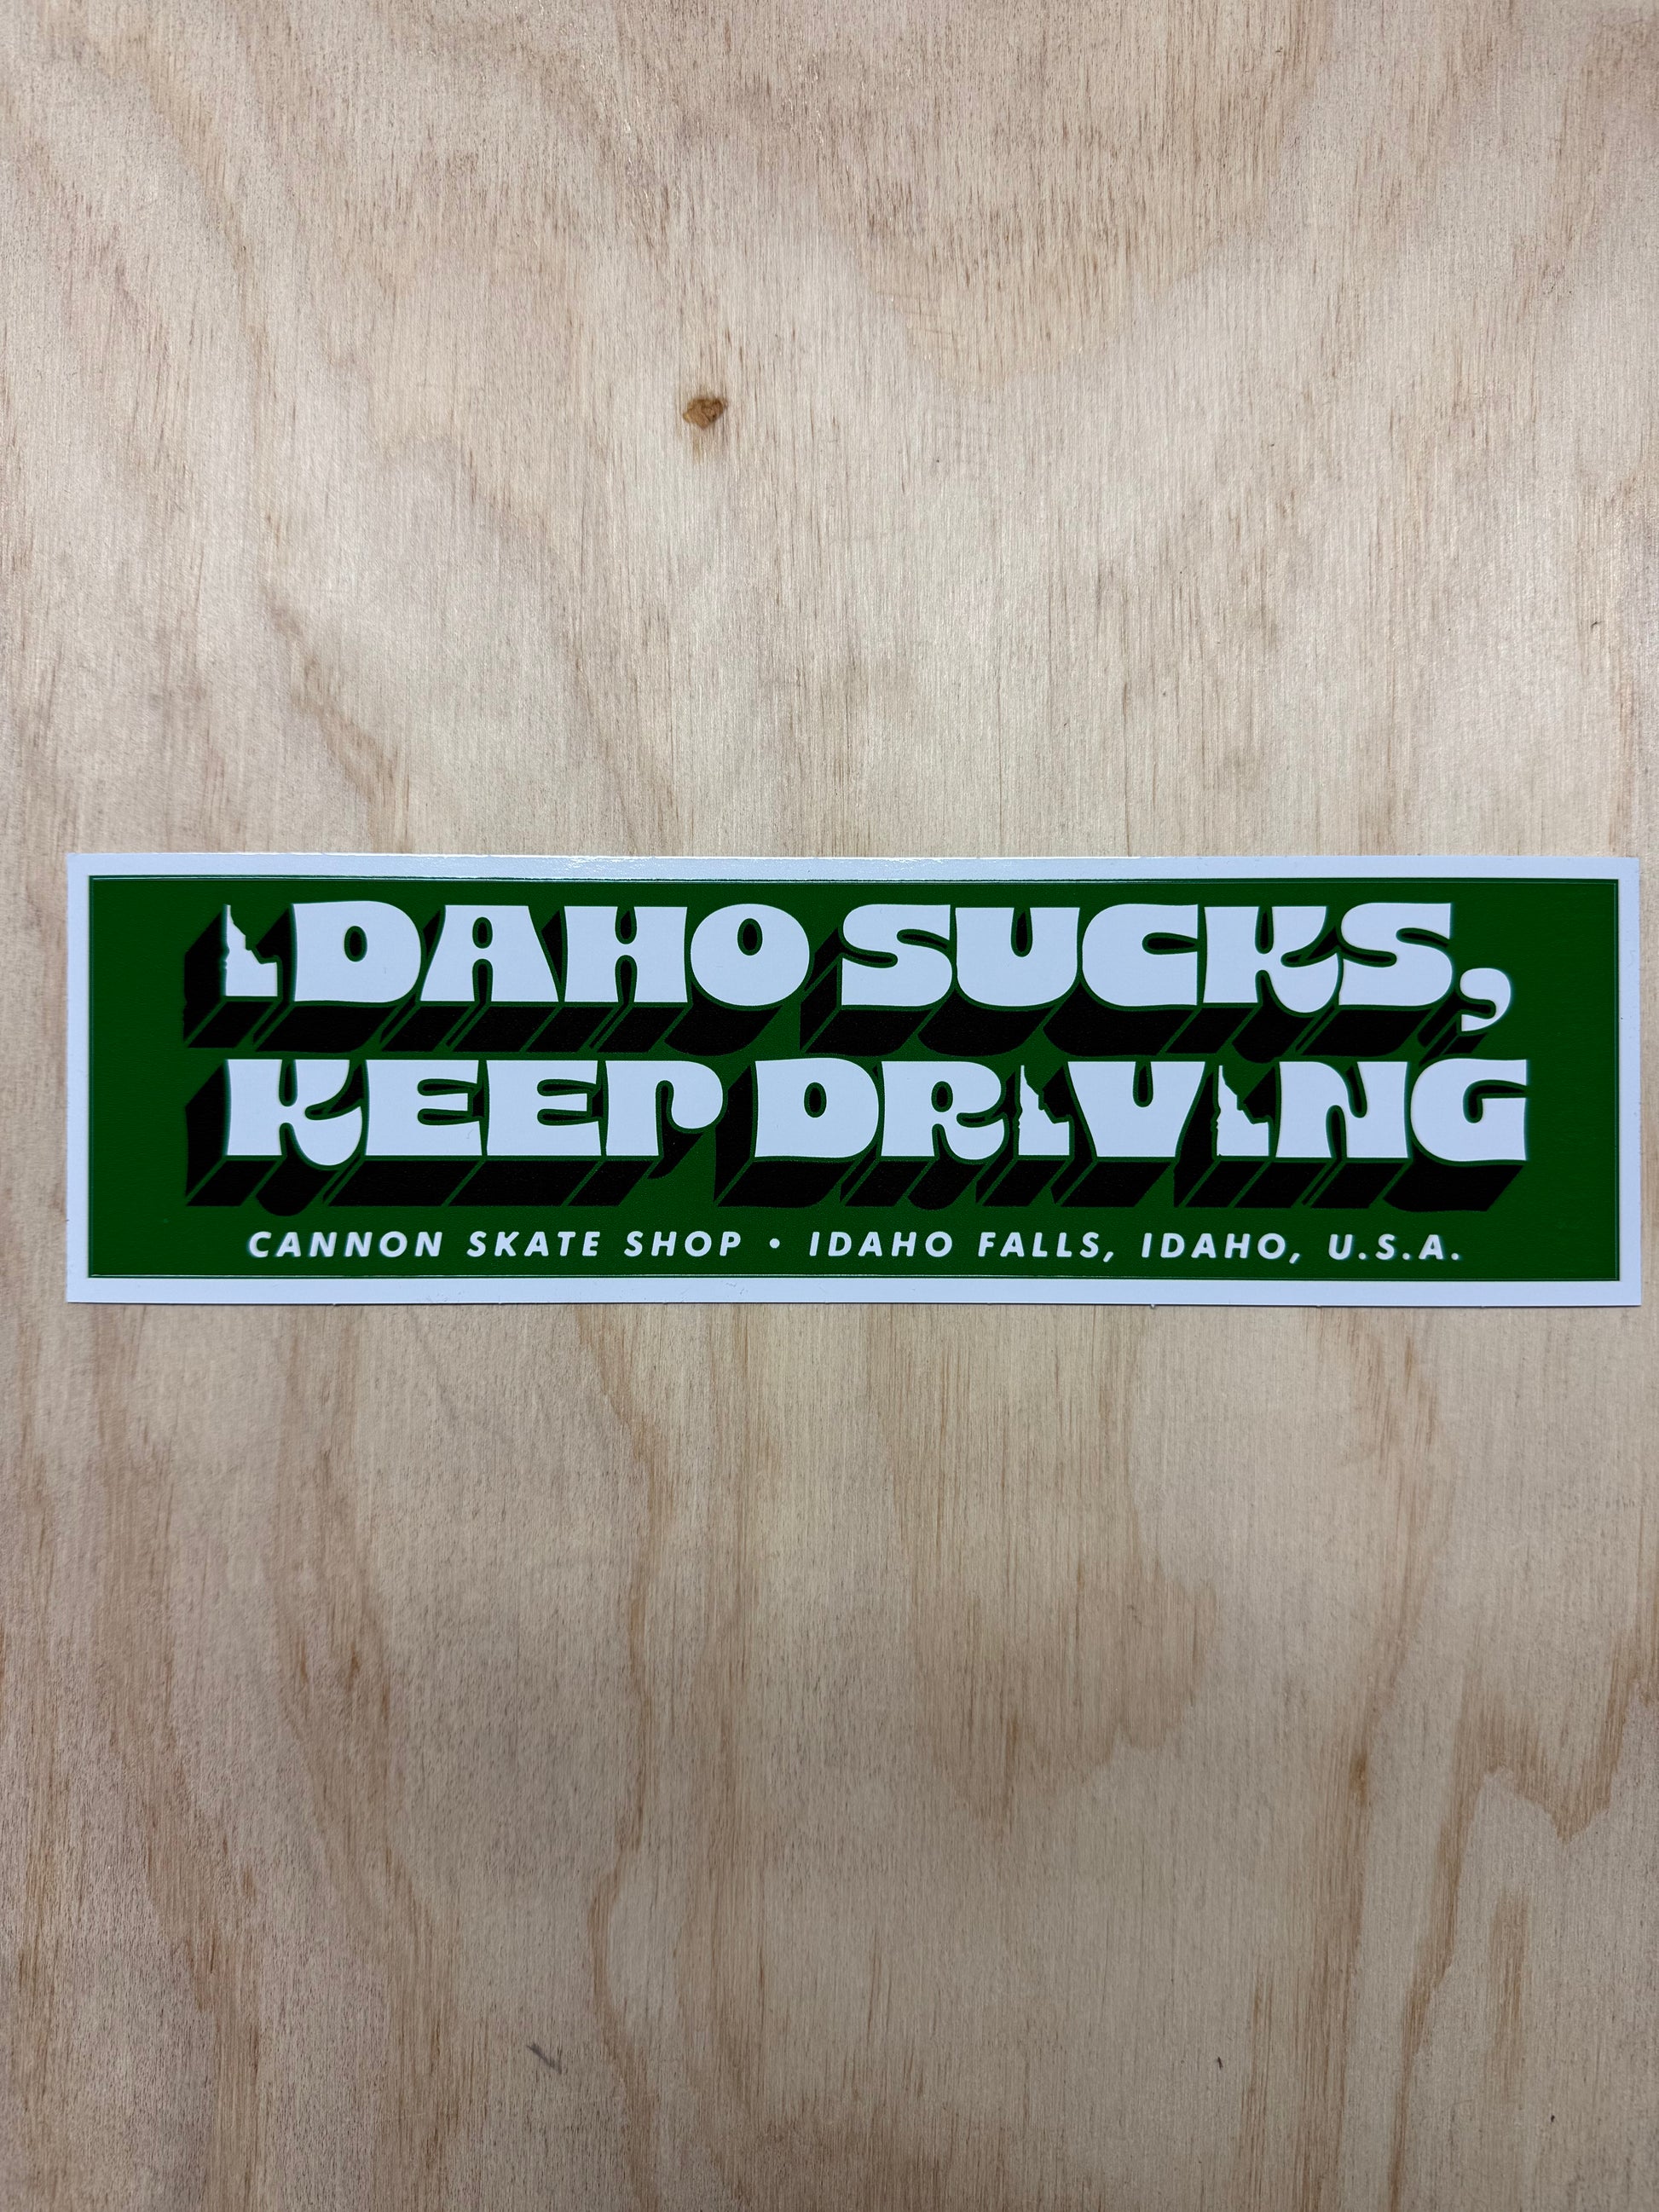 IDAHO SUCKS,
KEEP DRIVING
CANNON SKATE SHOP • IDAHO FALLS, IDAHO, U.S.A.